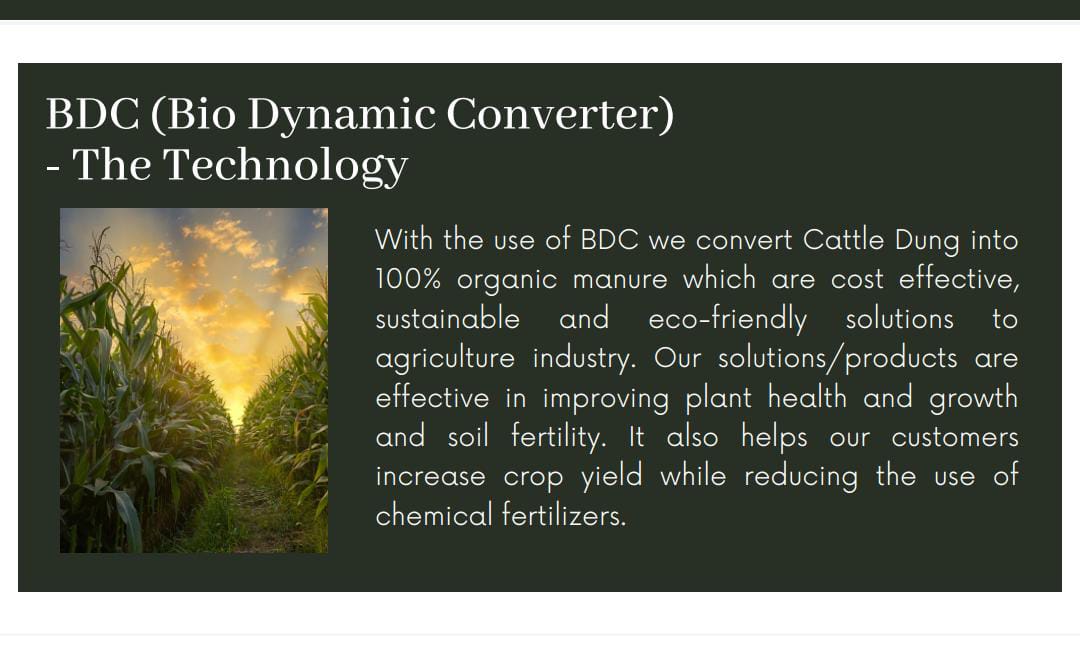 BDC (Bio Dynamic Converter)
- The Technology
With the use of BDC we convert Cattle Dung into
100% organic manure which are cost effective,
sustainable and eco-friendly solutions to
agriculture industry. Our solutions/products are
effective in improving plant health and growth
and soil fertility. It also helps our customers
increase crop yield while reducing the use of
chemical fertilizers.